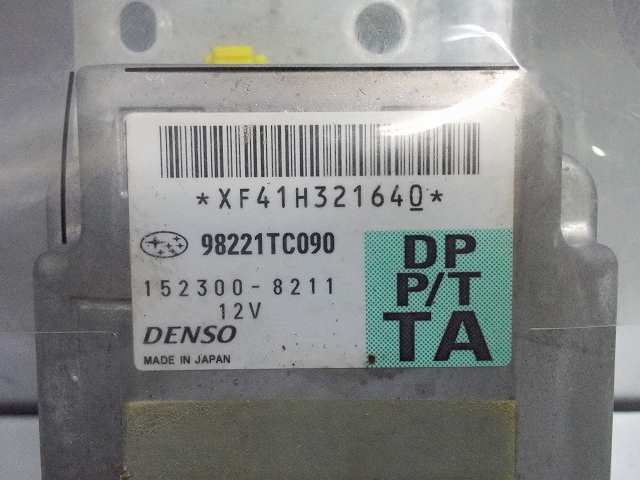 *XF41H321640*
98221TC090
152300-8211
12V
DENSO
MADE IN JAPAN
DP
P/T
TA